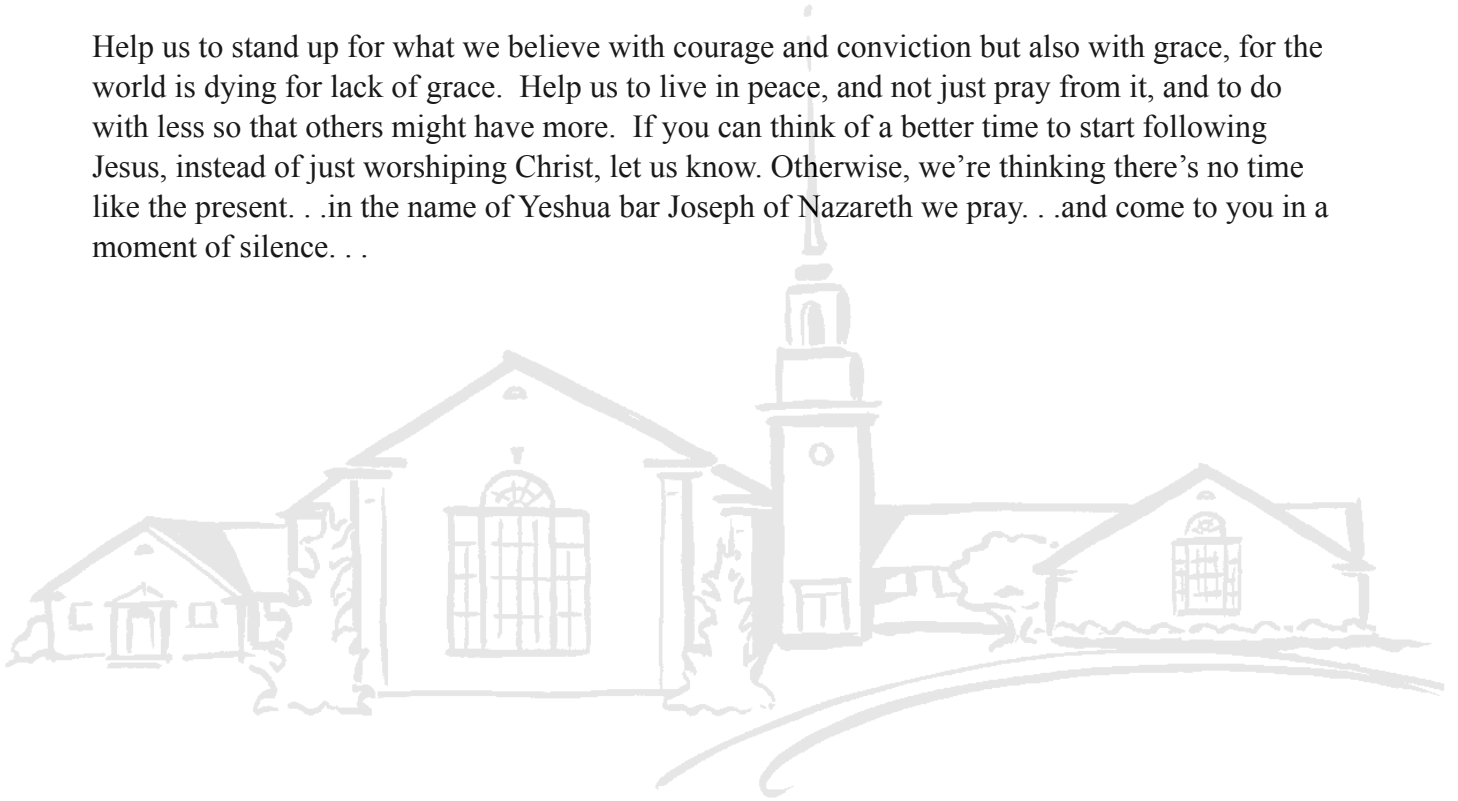 Help us to stand up for what we believe with courage and conviction but also with grace, for the
world is dying for lack of grace.  Help us to live in peace, and not just pray from it, and to do
with less so that others might have more.  If you can think of a better time to start following
Jesus, instead of just worshiping Christ, let us know. Otherwise, we’re thinking there’s no time
like the present. . .in the name of Yeshua bar Joseph of Nazareth we pray. . .and come to you in a
moment of silence. . .